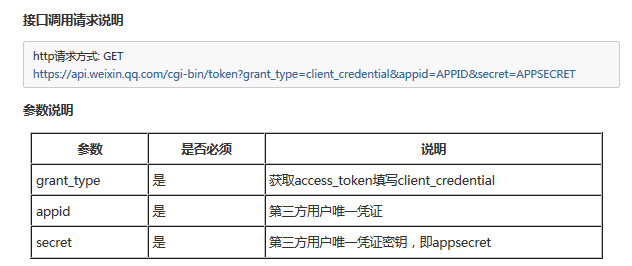 接口调用请求说明
http请求方式: GET
https://api.weixin.qq.com/cgi-bin/token?grant_type=client_credential&appid=APPID&secret=APPSECRET
参数说明
参数 是否必须 说明
grant_type 是 获取access_token填写client_credential
appid 是 第三方用户唯一凭证
secret 是 第三方用户唯一凭证密钥，即appsecret